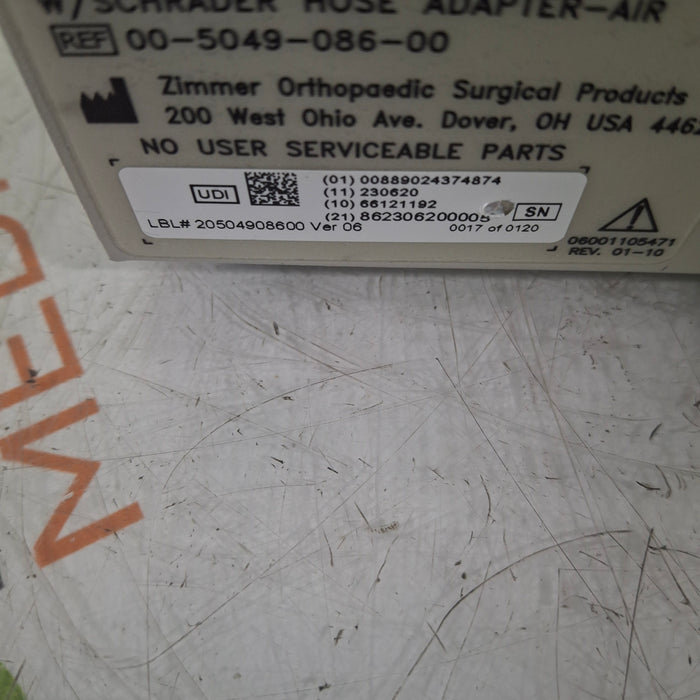 W/SCHRADER HOSE ADAPTER-AIR
REF 00-5049-086-00
Zimmer Orthopaedic Surgical Products
200 West Ohio Ave. Dover, OH USA
NO USER SERVICEABLE PARTS
UDI
(01) 00889024374874
(11) 230620
(10) 66121192
(21) 862306200005 SN
LBL# 20504908600 Ver 06
0017 of 0120
06001105471
REV. 01-10
MED